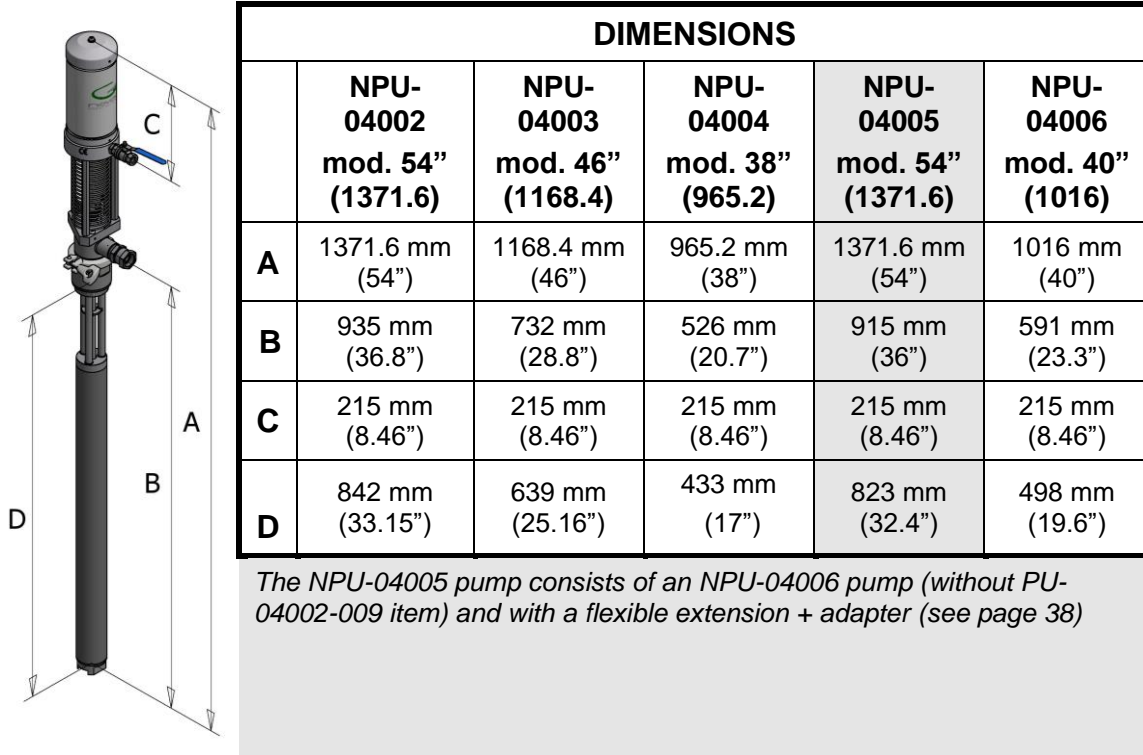 C
A
B
D
DIMENSIONS
NPU-
04002
mod. 54”
(1371.6)
NPU-
04003
mod. 46”
(1168.4)
NPU-
04004
mod. 38”
(965.2)
NPU-
04005
mod. 54”
(1371.6)
NPU-
04006
mod. 40”
(1016)
A
1371.6 mm
(54”)
1168.4 mm
(46”)
965.2 mm
(38”)
1371.6 mm
(54”)
1016 mm
(40”)
B
935 mm
(36.8”)
732 mm
(28.8”)
526 mm
(20.7”)
915 mm
(36”)
591 mm
(23.3”)
C
215 mm
(8.46”)
215 mm
(8.46”)
215 mm
(8.46”)
215 mm
(8.46”)
215 mm
(8.46”)
D
842 mm
(33.15”)
639 mm
(25.16”)
433 mm
(17”)
823 mm
(32.4”)
498 mm
(19.6”)
The NPU-04005 pump consists of an NPU-04006 pump (without PU-
04002-009 item) and with a flexible extension + adapter (see page 38)